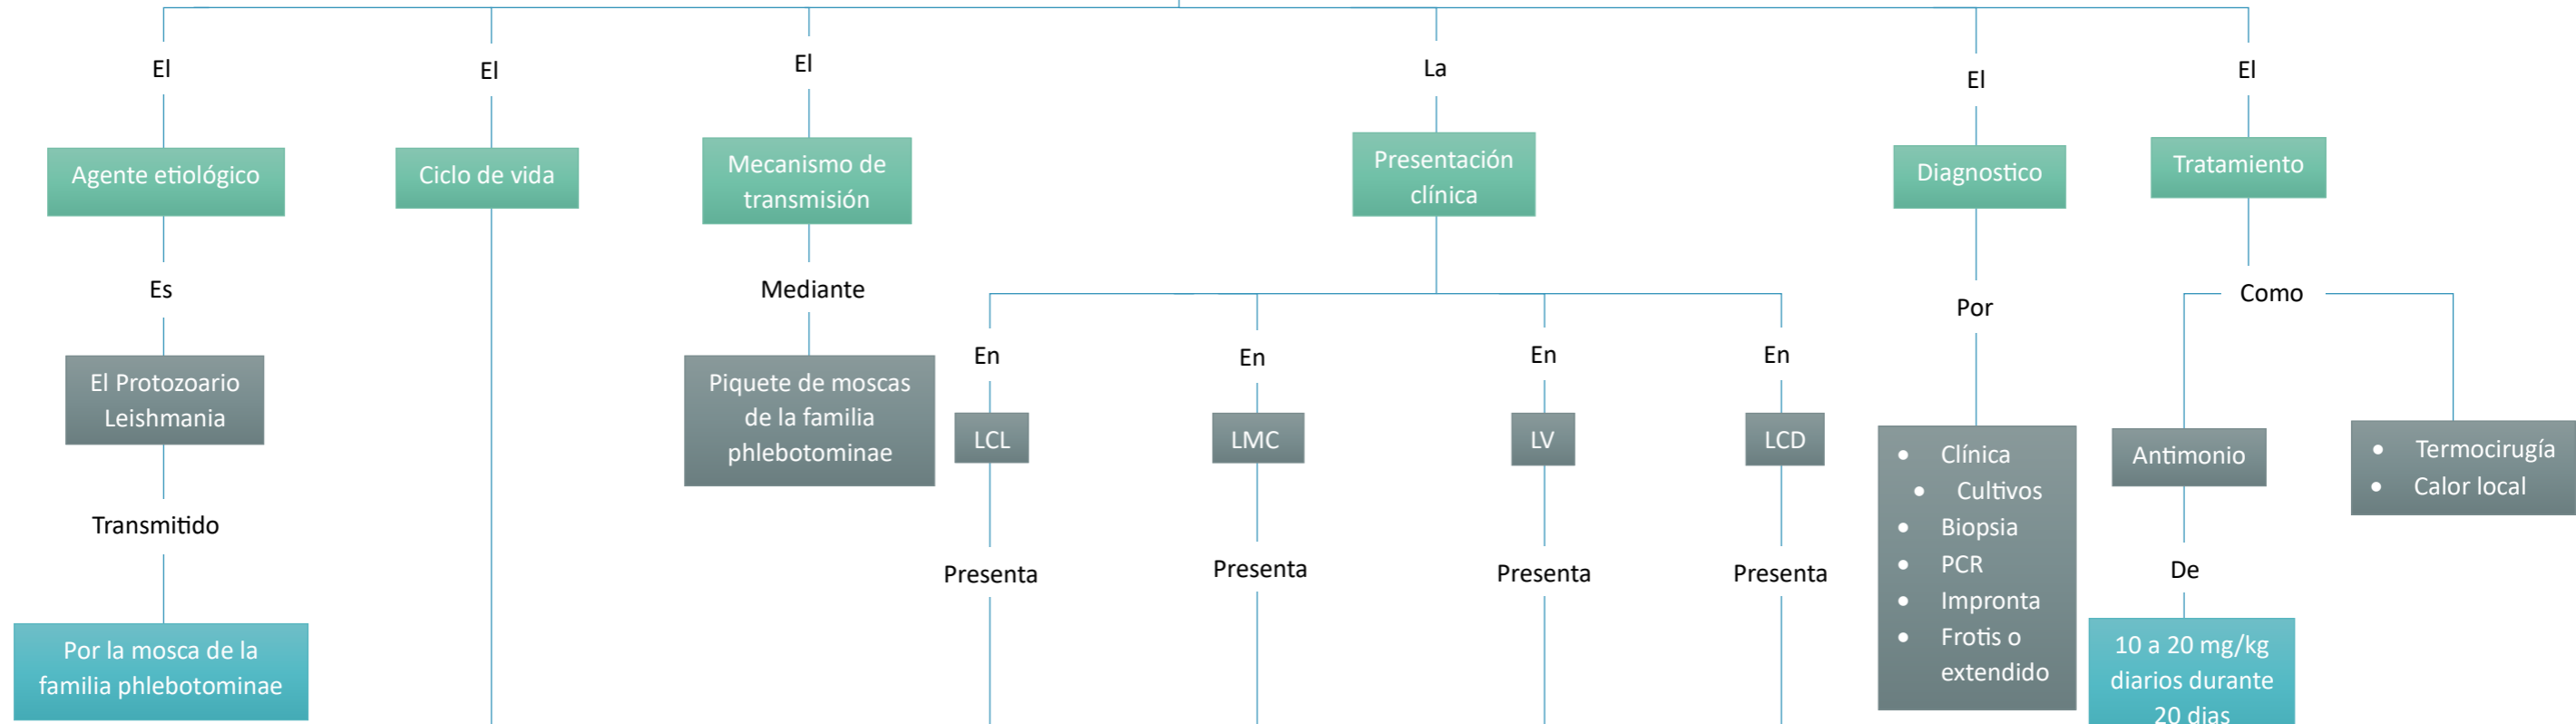 El
Agente etiológico
Es
El Protozoario
Leishmania
Transmitido
Por la mosca de la
familia phlebotominae
El
Ciclo de vida
El
Mecanismo de
transmisión
Mediante
Piquete de moscas
de la familia
phlebotominae
La
Presentación
clínica
En
LCL
Presenta
En
LMC
Presenta
En
LV
Presenta
En
LCD
Presenta
El
Diagnostico
Por
• Clínica
• Cultivos
• Biopsia
• PCR
• Impronta
• Frotis o
extendido
El
Tratamiento
Como
Antimonio
De
10 a 20 mg/kg
diarios durante
20 dias
• Termocirugía
• Calor local